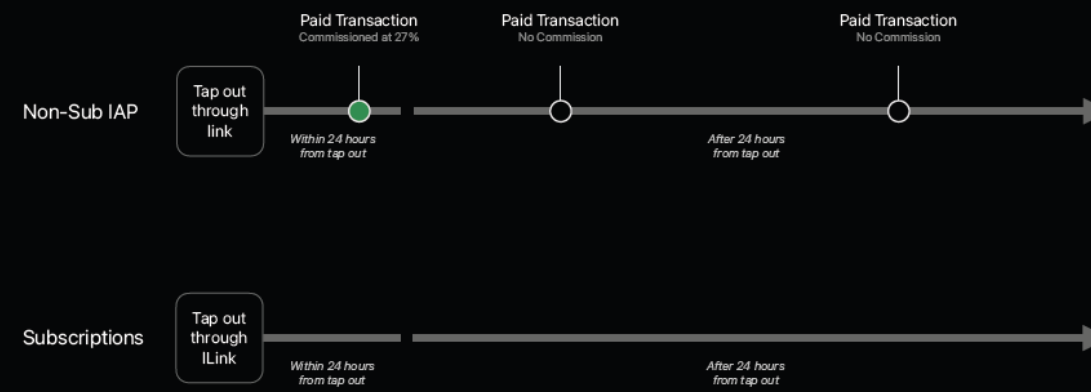 Paid Transaction
Commissioned at 27%
Paid Transaction
No Commission
Paid Transaction
No Commission
Non-Sub IAP
Tap out
through
link
Within 24 hours
from tap out
After 24 hours
from tap out
Subscriptions
Tap out
through
lLink
Within 24 hours
from tap out
After 24 hours
from tap out